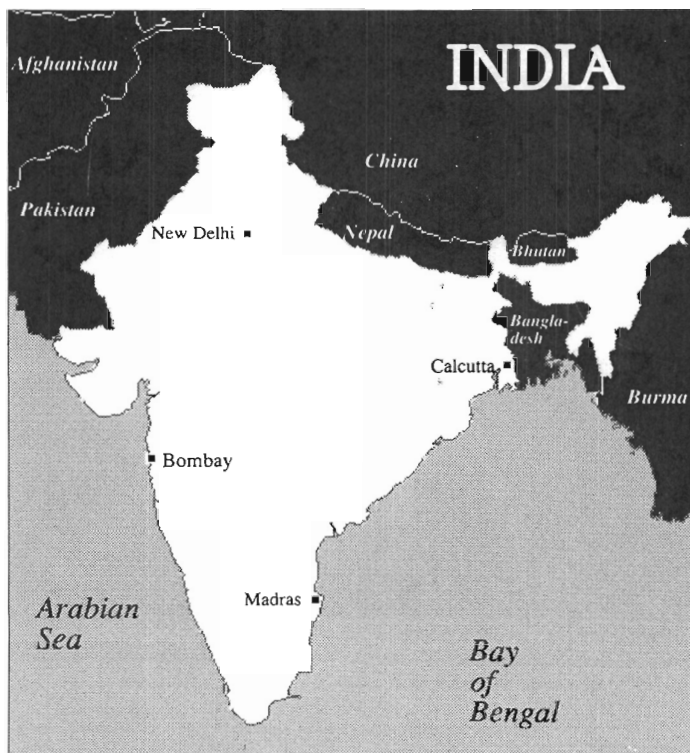 INDIA
Afghanistan
China
Pakistan
New Delhi
Nepal
Bhutan
Bangla-
desh
Calcutta
Burma
Bombay
Madras
Arabian
Sea
Bay
of
Bengal